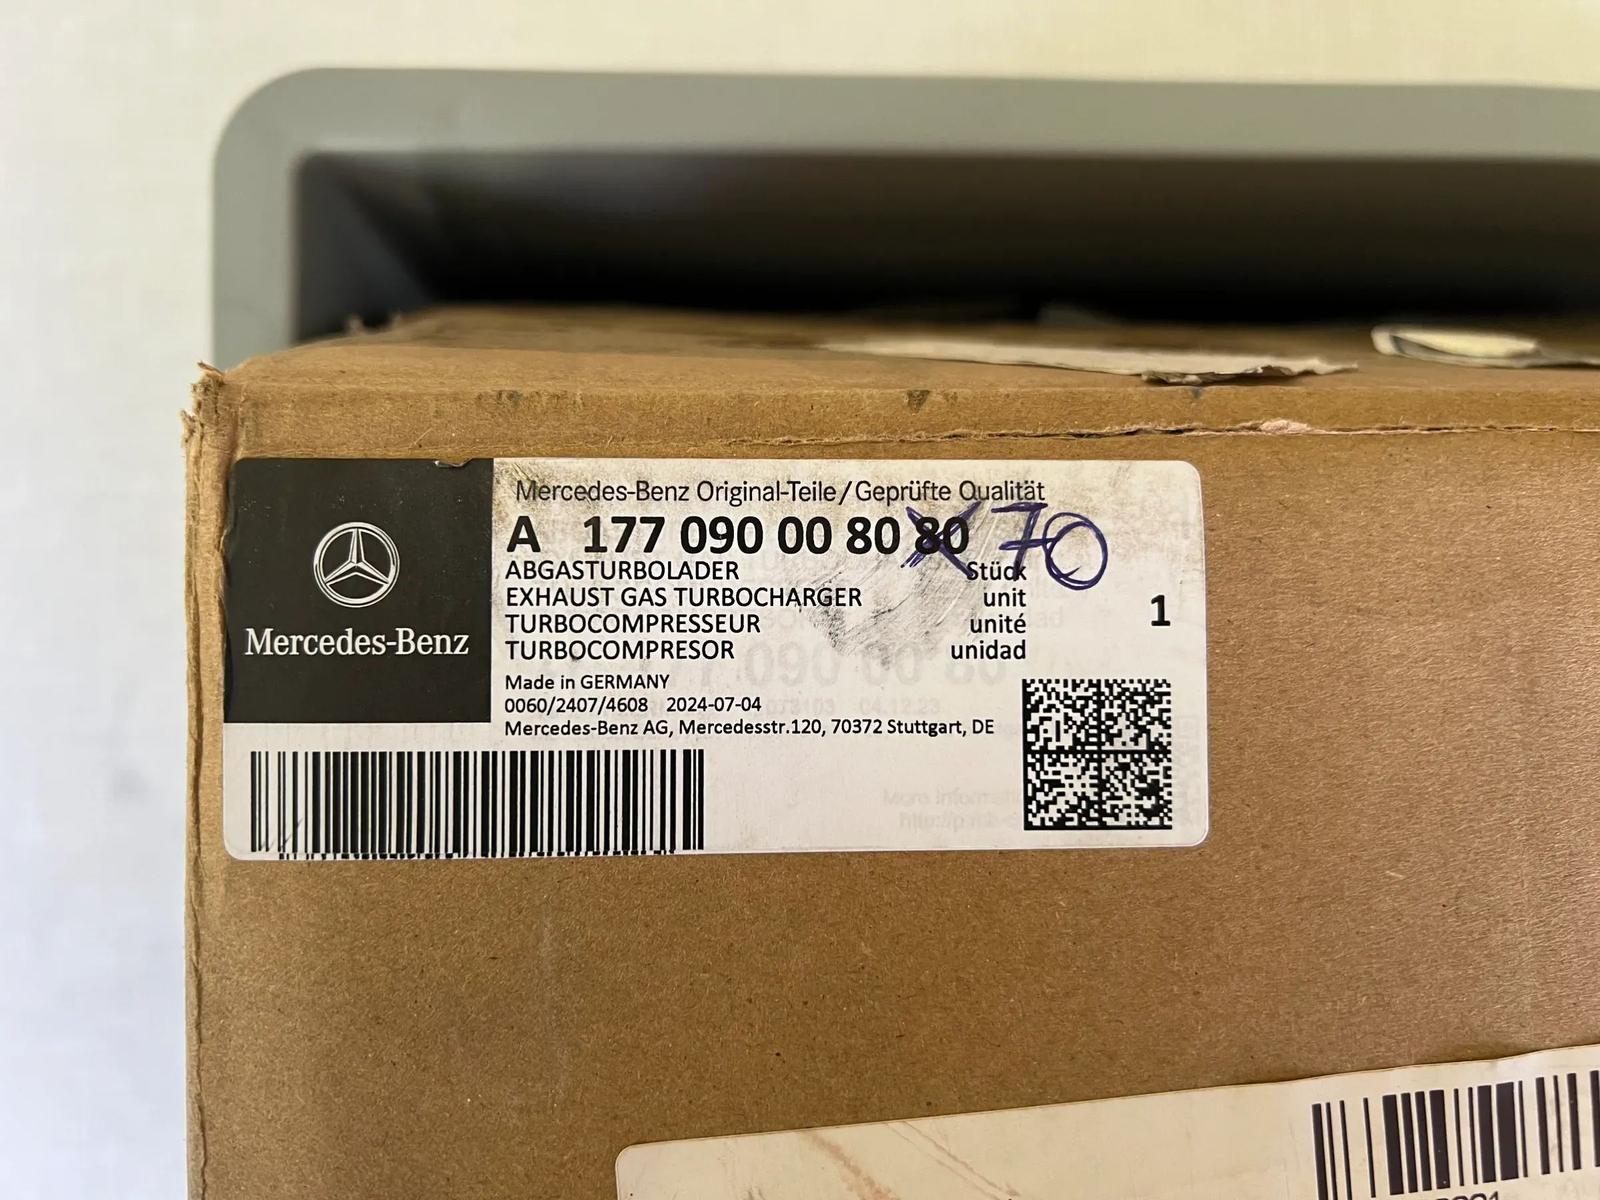 Mercedes-Benz Original-Teile/Geprüfte Qualität
A 177 090 00 80 80 70
ABGASTURBOLADER Stück
EXHAUST GAS TURBOCHARGER unit
TURBOCOMPRESSEUR unité
TURBOCOMPRESOR unidad
1
Mercedes-Benz
Made in GERMANY
0060/2407/4608 2024-07-04
Mercedes-Benz AG, Mercedesstr.120, 70372 Stuttgart, DE